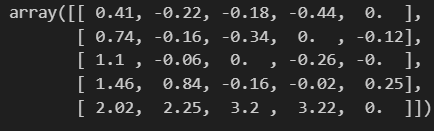 array([[ 0.41, -0.22, -0.18, -0.44,  0.  ],
       [ 0.74, -0.16, -0.34,  0.  , -0.12],
       [ 1.1 , -0.06,  0.  , -0.26, -0.  ],
       [ 1.46,  0.84, -0.16, -0.02,  0.25],
       [ 2.02,  2.25,  3.2 ,  3.22,  0.  ]])